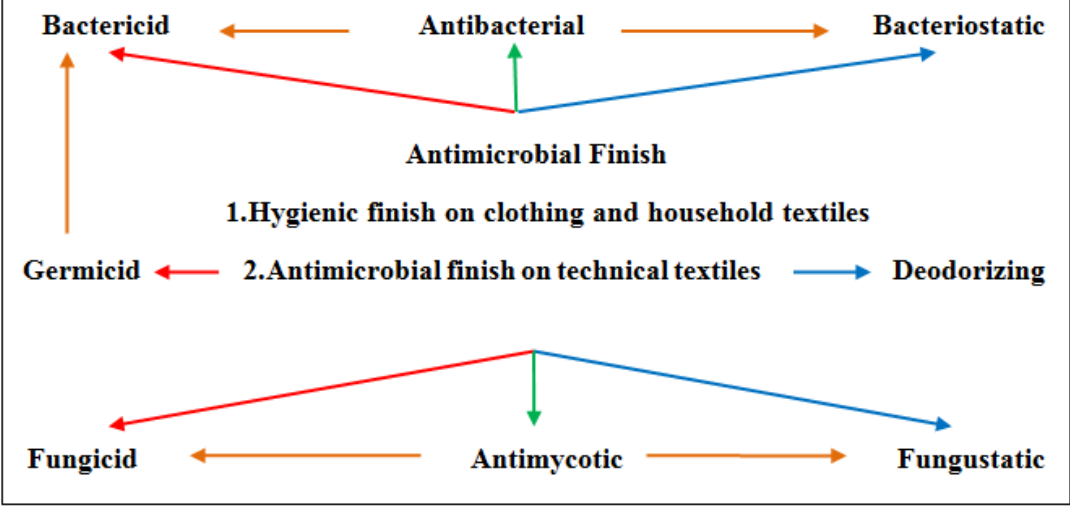 Bactericid Antibacterial Bacteriostatic
Antimicrobial Finish
1.Hygienic finish on clothing and household textiles
Germicid 2.Antimicrobial finish on technical textiles Deodorizing
Fungicid Antimycotic Fungustatic